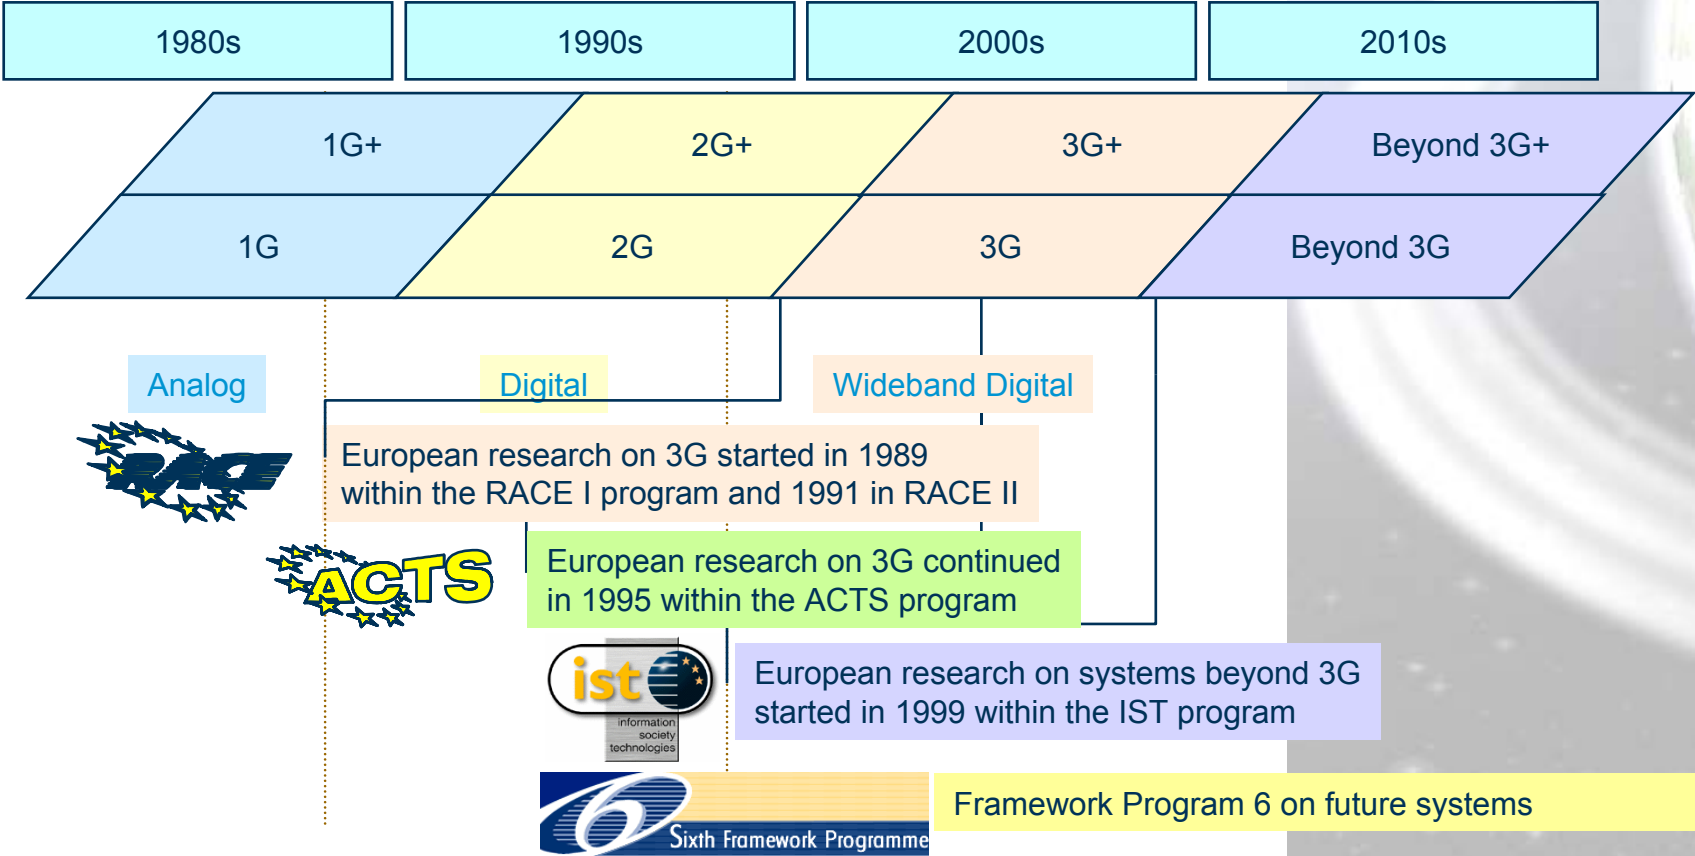 1980s 1990s 2000s 2010s
1G+ 2G+ 3G+ Beyond 3G+
1G 2G 3G Beyond 3G
Analog Digital Wideband Digital
RACE
European research on 3G started in 1989
within the RACE I program and 1991 in RACE II
ACTS
European research on 3G continued
in 1995 within the ACTS program
ist
information
society
technologies
European research on systems beyond 3G
started in 1999 within the IST program
6
Sixth Framework Programme
Framework Program 6 on future systems